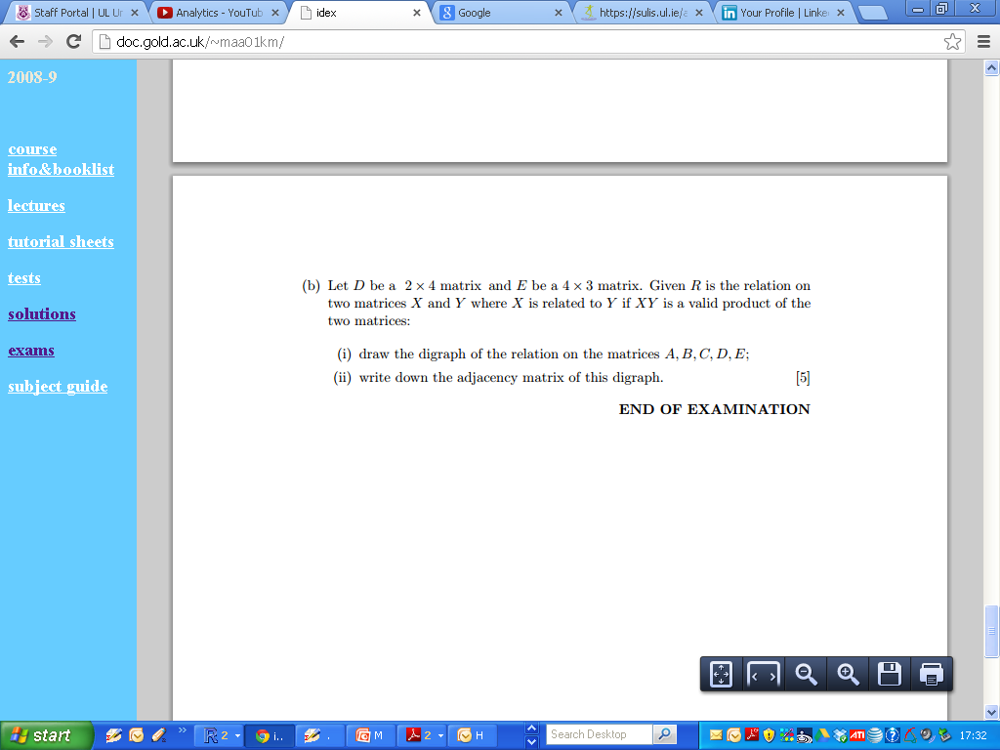 Staff Portal | UL Ur
Analytics - YouTub
idex
Google
https://sulis.ul.ie/a
Your Profile | Linke
doc.gold.ac.uk/~maa01km/
2008-9
course
info&booklist
lectures
tutorial sheets
tests
solutions
exams
subject guide
(b) Let D be a 2 × 4 matrix and E be a 4 × 3 matrix. Given R is the relation on
two matrices X and Y where X is related to Y if XY is a valid product of the
two matrices:
(i) draw the digraph of the relation on the matrices A, B, C, D, E;
(ii) write down the adjacency matrix of this digraph. [5]
END OF EXAMINATION
start
R 2
i..
.
M
2
H
Search Desktop
17:32